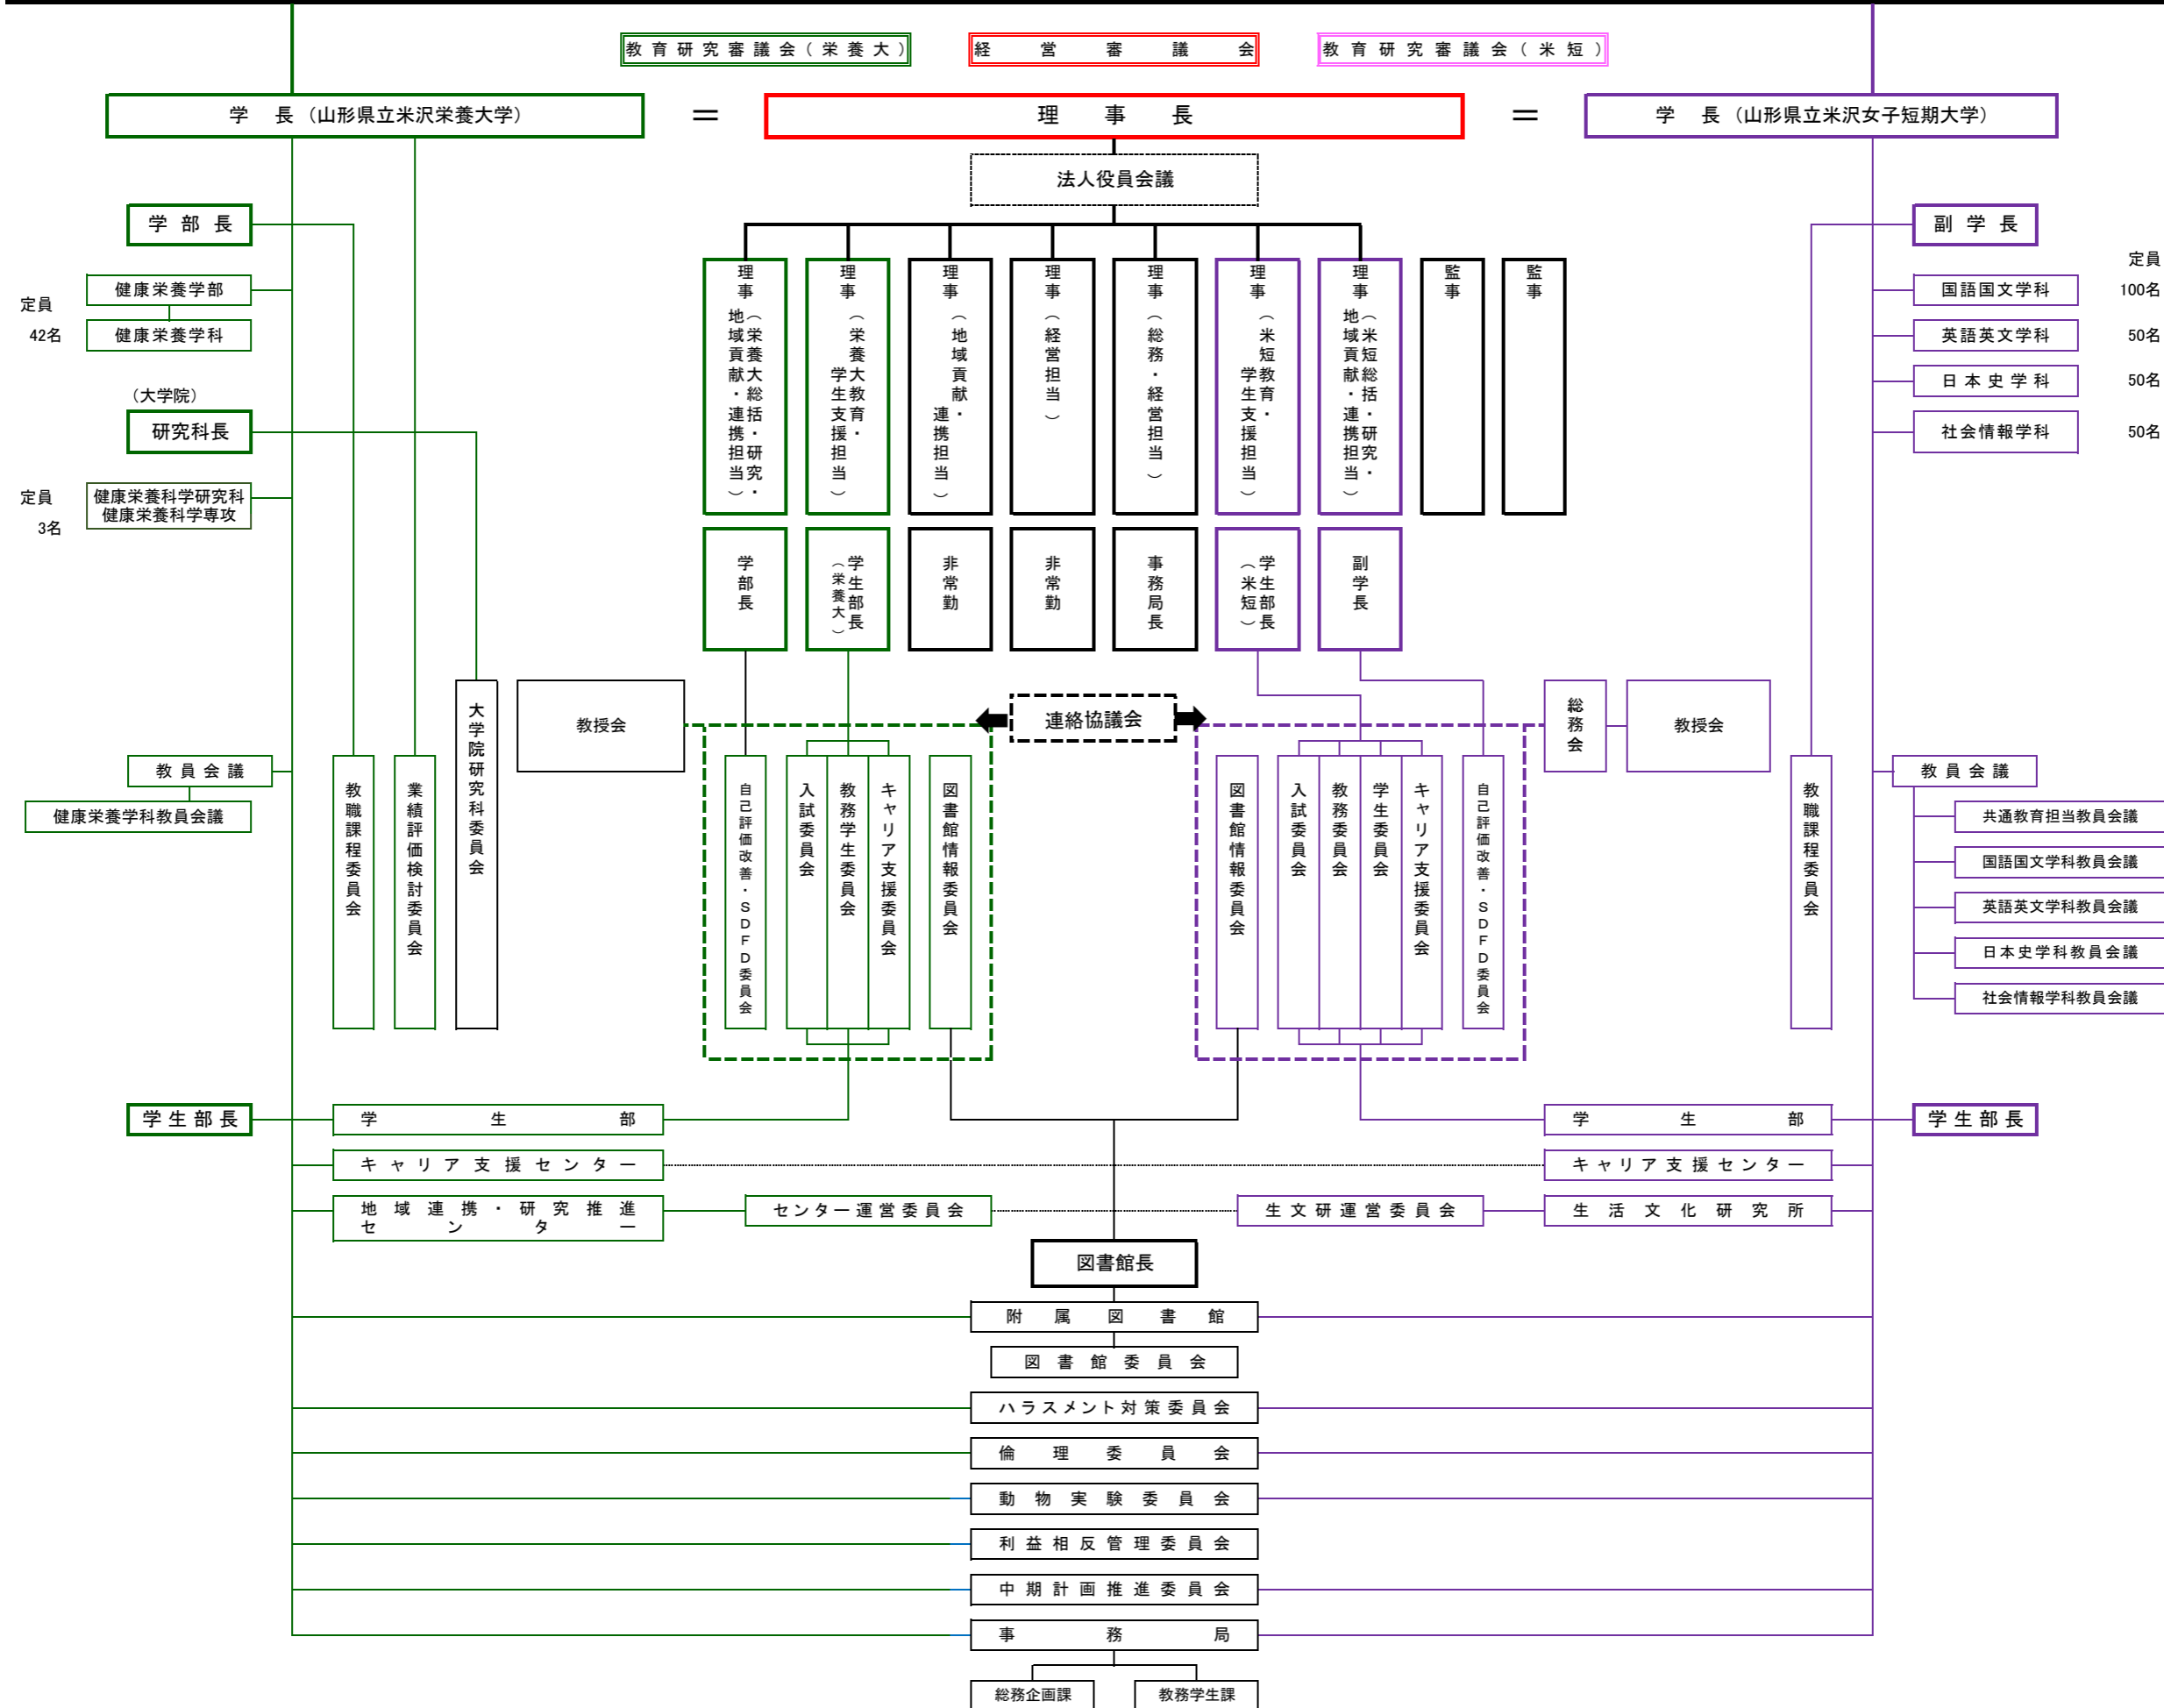 教育研究審議会(栄養大)
経営審議会
教育研究審議会(米短)
学　長(山形県立米沢栄養大学)
＝
理　事　長
＝
学　長(山形県立米沢女子短期大学)
法人役員会議
学部長
副学長
定員
健康栄養学部
国語国文学科
100名
定員
42名
健康栄養学科
英語英文学科
50名
日本史学科
50名
(大学院)
研究科長
社会情報学科
50名
定員
3名
健康栄養科学研究科
健康栄養科学専攻
理事(栄養大総括・研究・
地域貢献・連携担当)
理事(栄養大教育・
学生支援担当)
理事(地域貢献・
連携担当)
理事(経営担当)
理事(総務・経営担当)
理事(米短教育・
学生支援担当)
理事(米短総括・研究・
地域貢献・連携担当)
監事
監事
学部長
学生部長
(栄養大)
非常勤
非常勤
事務局長
学生部長
(米短)
副学長
大学院研究科委員会
教授会
連絡協議会
総務会
教授会
教員会議
健康栄養学科教員会議
教職課程委員会
業績評価検討委員会
自己評価改善・SDFD委員会
入試委員会
教務学生委員会
キャリア支援委員会
図書館情報委員会
図書館情報委員会
入試委員会
教務委員会
学生委員会
キャリア支援委員会
自己評価改善・SDFD委員会
教職課程委員会
教員会議
共通教育担当教員会議
国語国文学科教員会議
英語英文学科教員会議
日本史学科教員会議
社会情報学科教員会議
学生部長
学生部
学生部
学生部長
キャリア支援センター
キャリア支援センター
地域連携・研究推進
センター
センター運営委員会
生文研運営委員会
生活文化研究所
図書館長
附属図書館
図書館委員会
ハラスメント対策委員会
倫理委員会
動物実験委員会
利益相反管理委員会
中期計画推進委員会
事務局
総務企画課
教務学生課